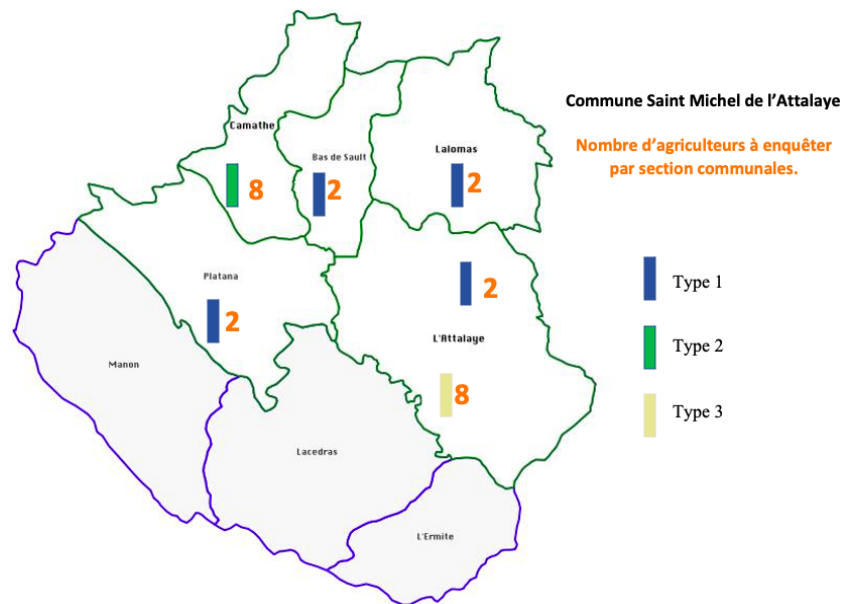 Commune Saint Michel de l’Attalaye
Nombre d’agriculteurs à enquêter
par section communales.
Camathe
Bas de Sault
Lalomas
8
2
2
Platana
2
2
L'Attalaye
Manon
8
Lacedras
L'Ermite
Type 1
Type 2
Type 3